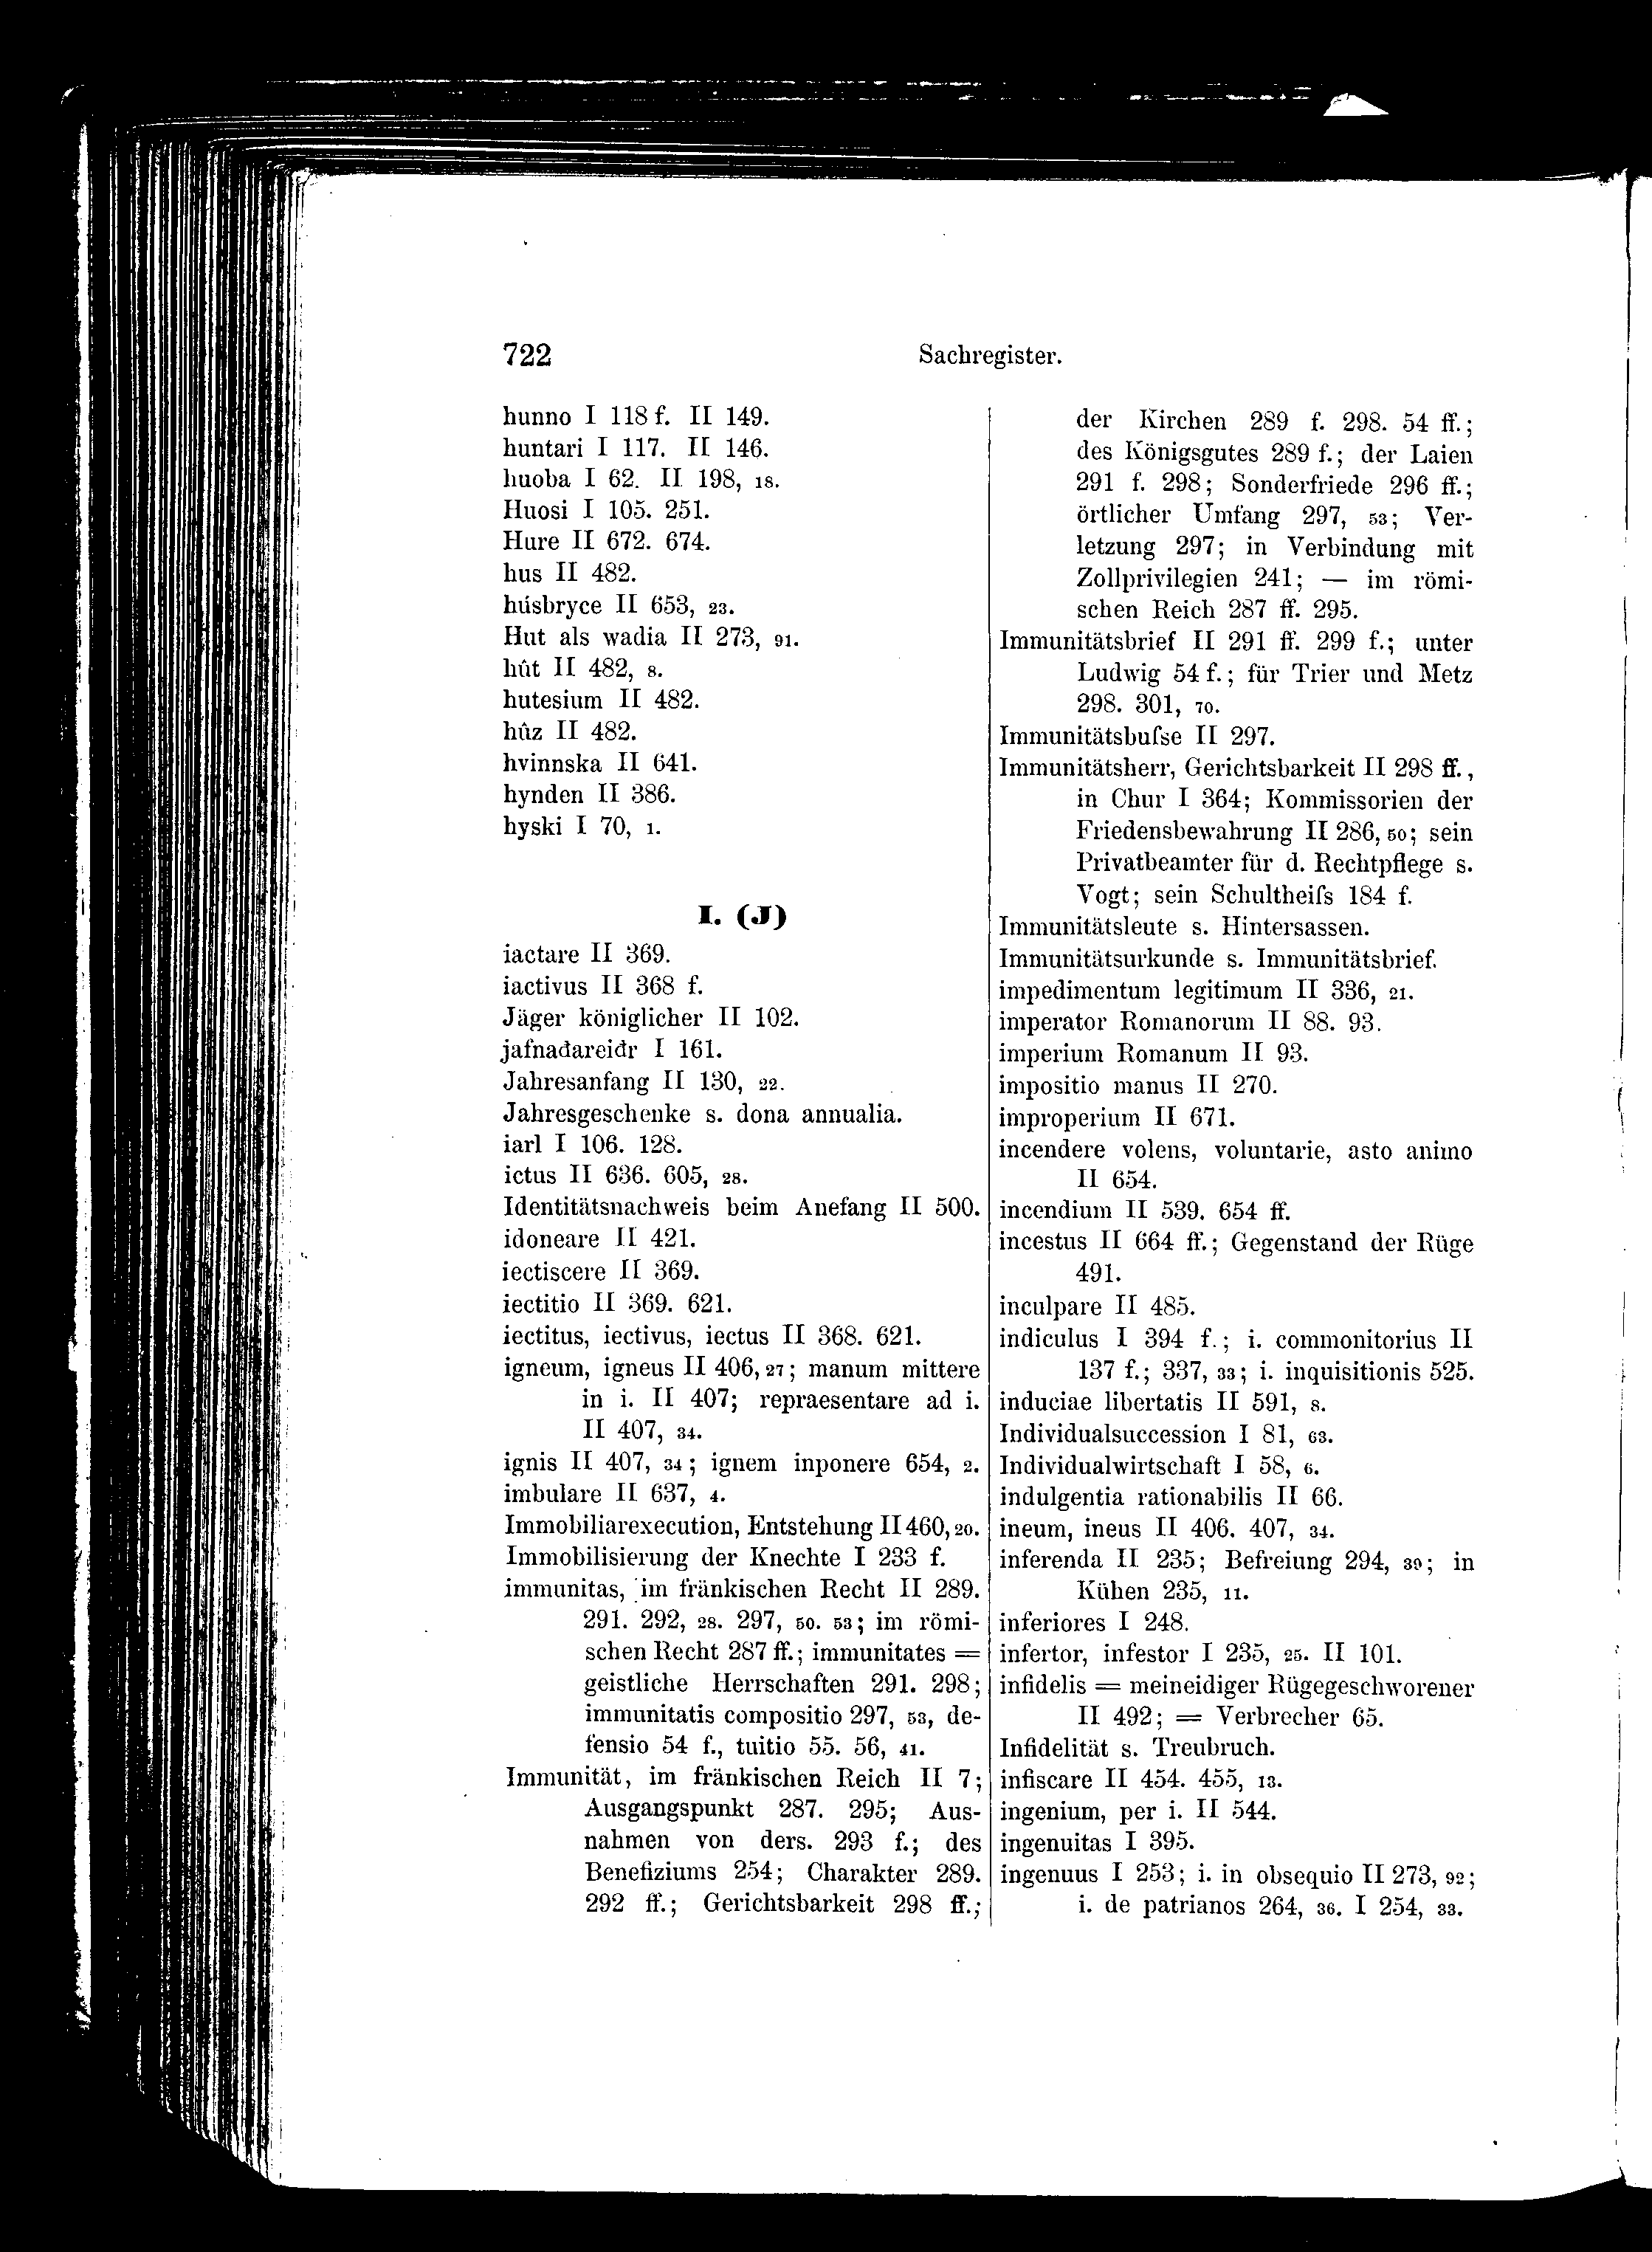 722 Sachregister.
hunno I 118 f. II 149.
huntari I 117. II 146.
huoba I 62. II 198, 18.
Huosi I 105. 251.
Hure II 672. 674.
hus II 482.
húsbryce II 653, 23.
Hut als wadia II 273, 91.
hût II 482, 8.
hutesium II 482.
hûz II 482.
hvinnska II 641.
hynden II 386.
hyski I 70, 1.
I. (J)
iactare II 369.
iactivus II 368 f.
Jäger königlicher II 102.
jafnađareiđr I 161.
Jahresanfang II 130, 22.
Jahresgeschenke s. dona annualia.
iarl I 106. 128.
ictus II 636. 605, 28.
Identitätsnachweis beim Anefang II 500.
idoneare II 421.
iectiscere II 369.
iectitio II 369. 621.
iectitus, iectivus, iectus II 368. 621.
igneum, igneus II 406, 27; manum mittere
in i. II 407; repraesentare ad i.
II 407, 34.
ignis II 407, 34; ignem inponere 654, 2.
imbulare II 637, 4.
Immobiliarexecution, Entstehung II 460, 20.
Immobilisierung der Knechte I 233 f.
immunitas, im fränkischen Recht II 289.
291. 292, 28. 297, 50. 53; im römi-
schen Recht 287 ff.; immunitates =
geistliche Herrschaften 291. 298;
immunitatis compositio 297, 53, de-
fensio 54 f., tuitio 55. 56, 41.
Immunität, im fränkischen Reich II 7;
Ausgangspunkt 287. 295; Aus-
nahmen von ders. 293 f.; des
Benefiziums 254; Charakter 289.
292 ff.; Gerichtsbarkeit 298 ff.;
der Kirchen 289 f. 298. 54 ff.;
des Königsgutes 289 f.; der Laien
291 f. 298; Sonderfriede 296 ff.;
örtlicher Umfang 297, 53; Ver-
letzung 297; in Verbindung mit
Zollprivilegien 241; — im römi-
schen Reich 287 ff. 295.
Immunitätsbrief II 291 ff. 299 f.; unter
Ludwig 54 f.; für Trier und Metz
298. 301, 70.
Immunitätsbuſse II 297.
Immunitätsherr, Gerichtsbarkeit II 298 ff.,
in Chur I 364; Kommissorien der
Friedensbewahrung II 286, 50; sein
Privatbeamter für d. Rechtpflege s.
Vogt; sein Schultheiſs 184 f.
Immunitätsleute s. Hintersassen.
Immunitätsurkunde s. Immunitätsbrief.
impedimentum legitimum II 336, 21.
imperator Romanorum II 88. 93.
imperium Romanum II 93.
impositio manus II 270.
improperium II 671.
incendere volens, voluntarie, asto animo
II 654.
incendium II 539. 654 ff.
incestus II 664 ff.; Gegenstand der Rüge
491.
inculpare II 485.
indiculus I 394 f.; i. commonitorius II
137 f.; 337, 33; i. inquisitionis 525.
induciae libertatis II 591, 8.
Individualsuccession I 81, 63.
Individualwirtschaft I 58, 6.
indulgentia rationabilis II 66.
ineum, ineus II 406. 407, 34.
inferenda II 235; Befreiung 294, 39; in
Kühen 235, 11.
inferiores I 248.
infertor, infestor I 235, 25. II 101.
infidelis = meineidiger Rügegeschworener
II 492; = Verbrecher 65.
Infidelität s. Treubruch.
infiscare II 454. 455, 13.
ingenium, per i. II 544.
ingenuitas I 395.
ingenuus I 253; i. in obsequio II 273, 92;
i. de patrianos 264, 36. I 254, 33.